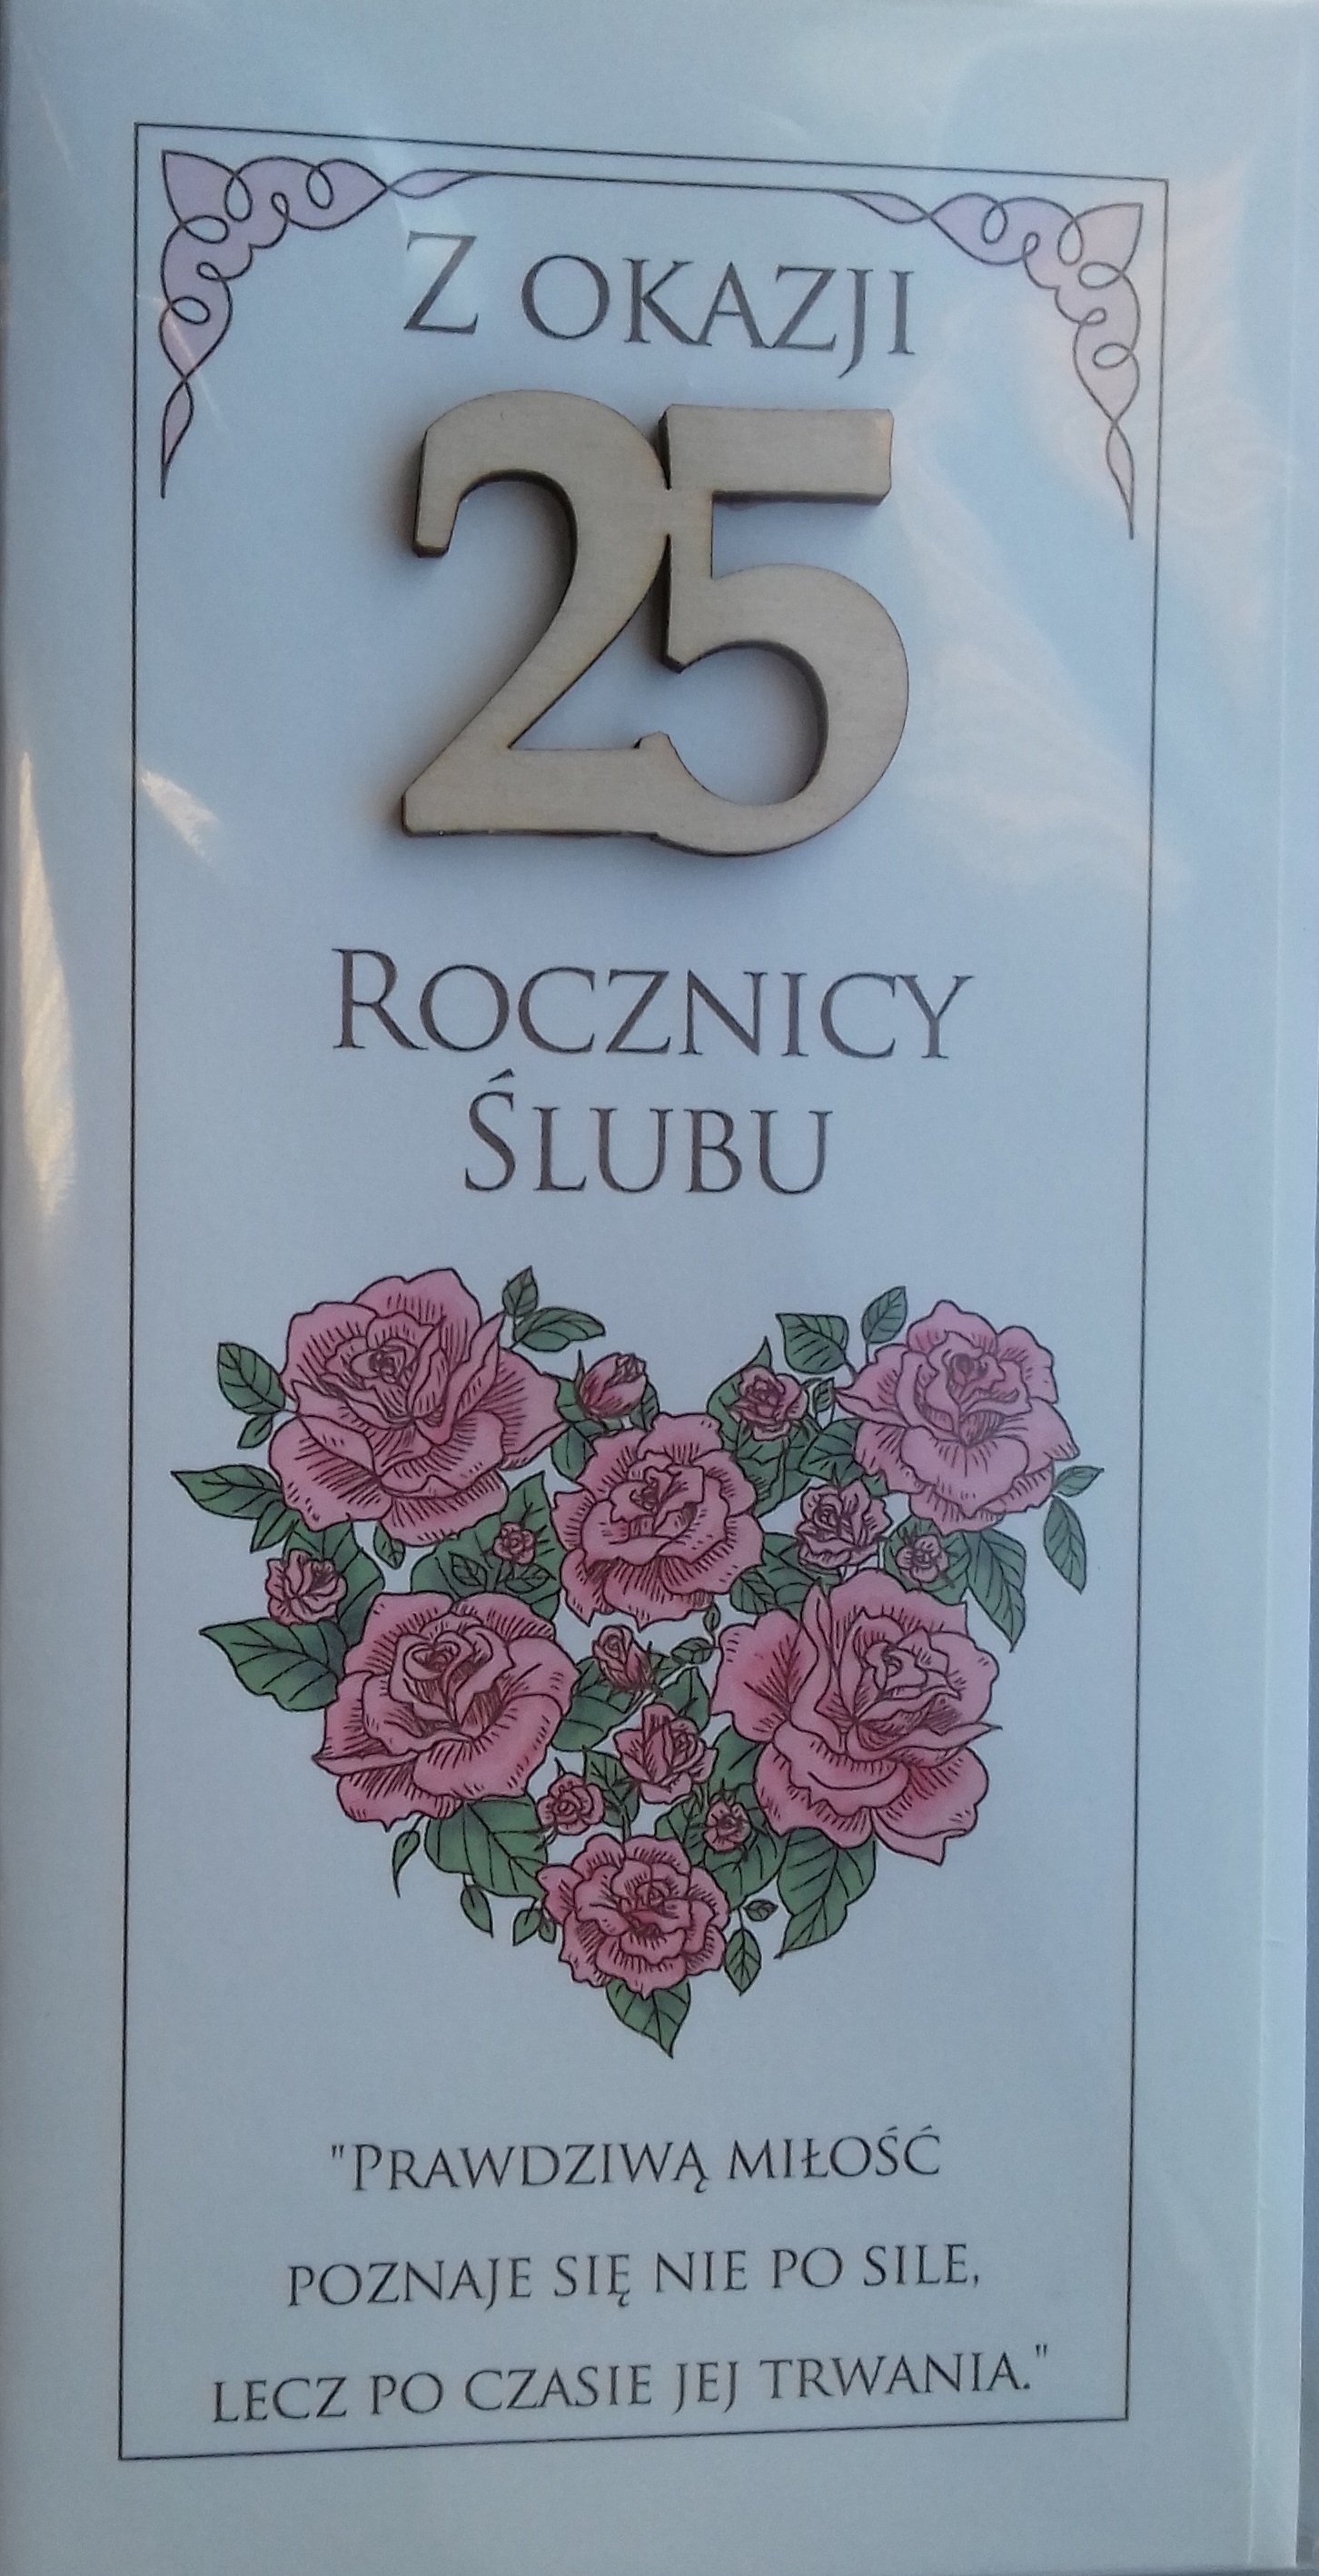 Z OKAZJI
25
ROCZNICY
ŚLUBU
"PRAWDZIWĄ MIŁOŚĆ
POZNAJE SIĘ NIE PO SILE,
LECZ PO CZASIE JEJ TRWANIA."